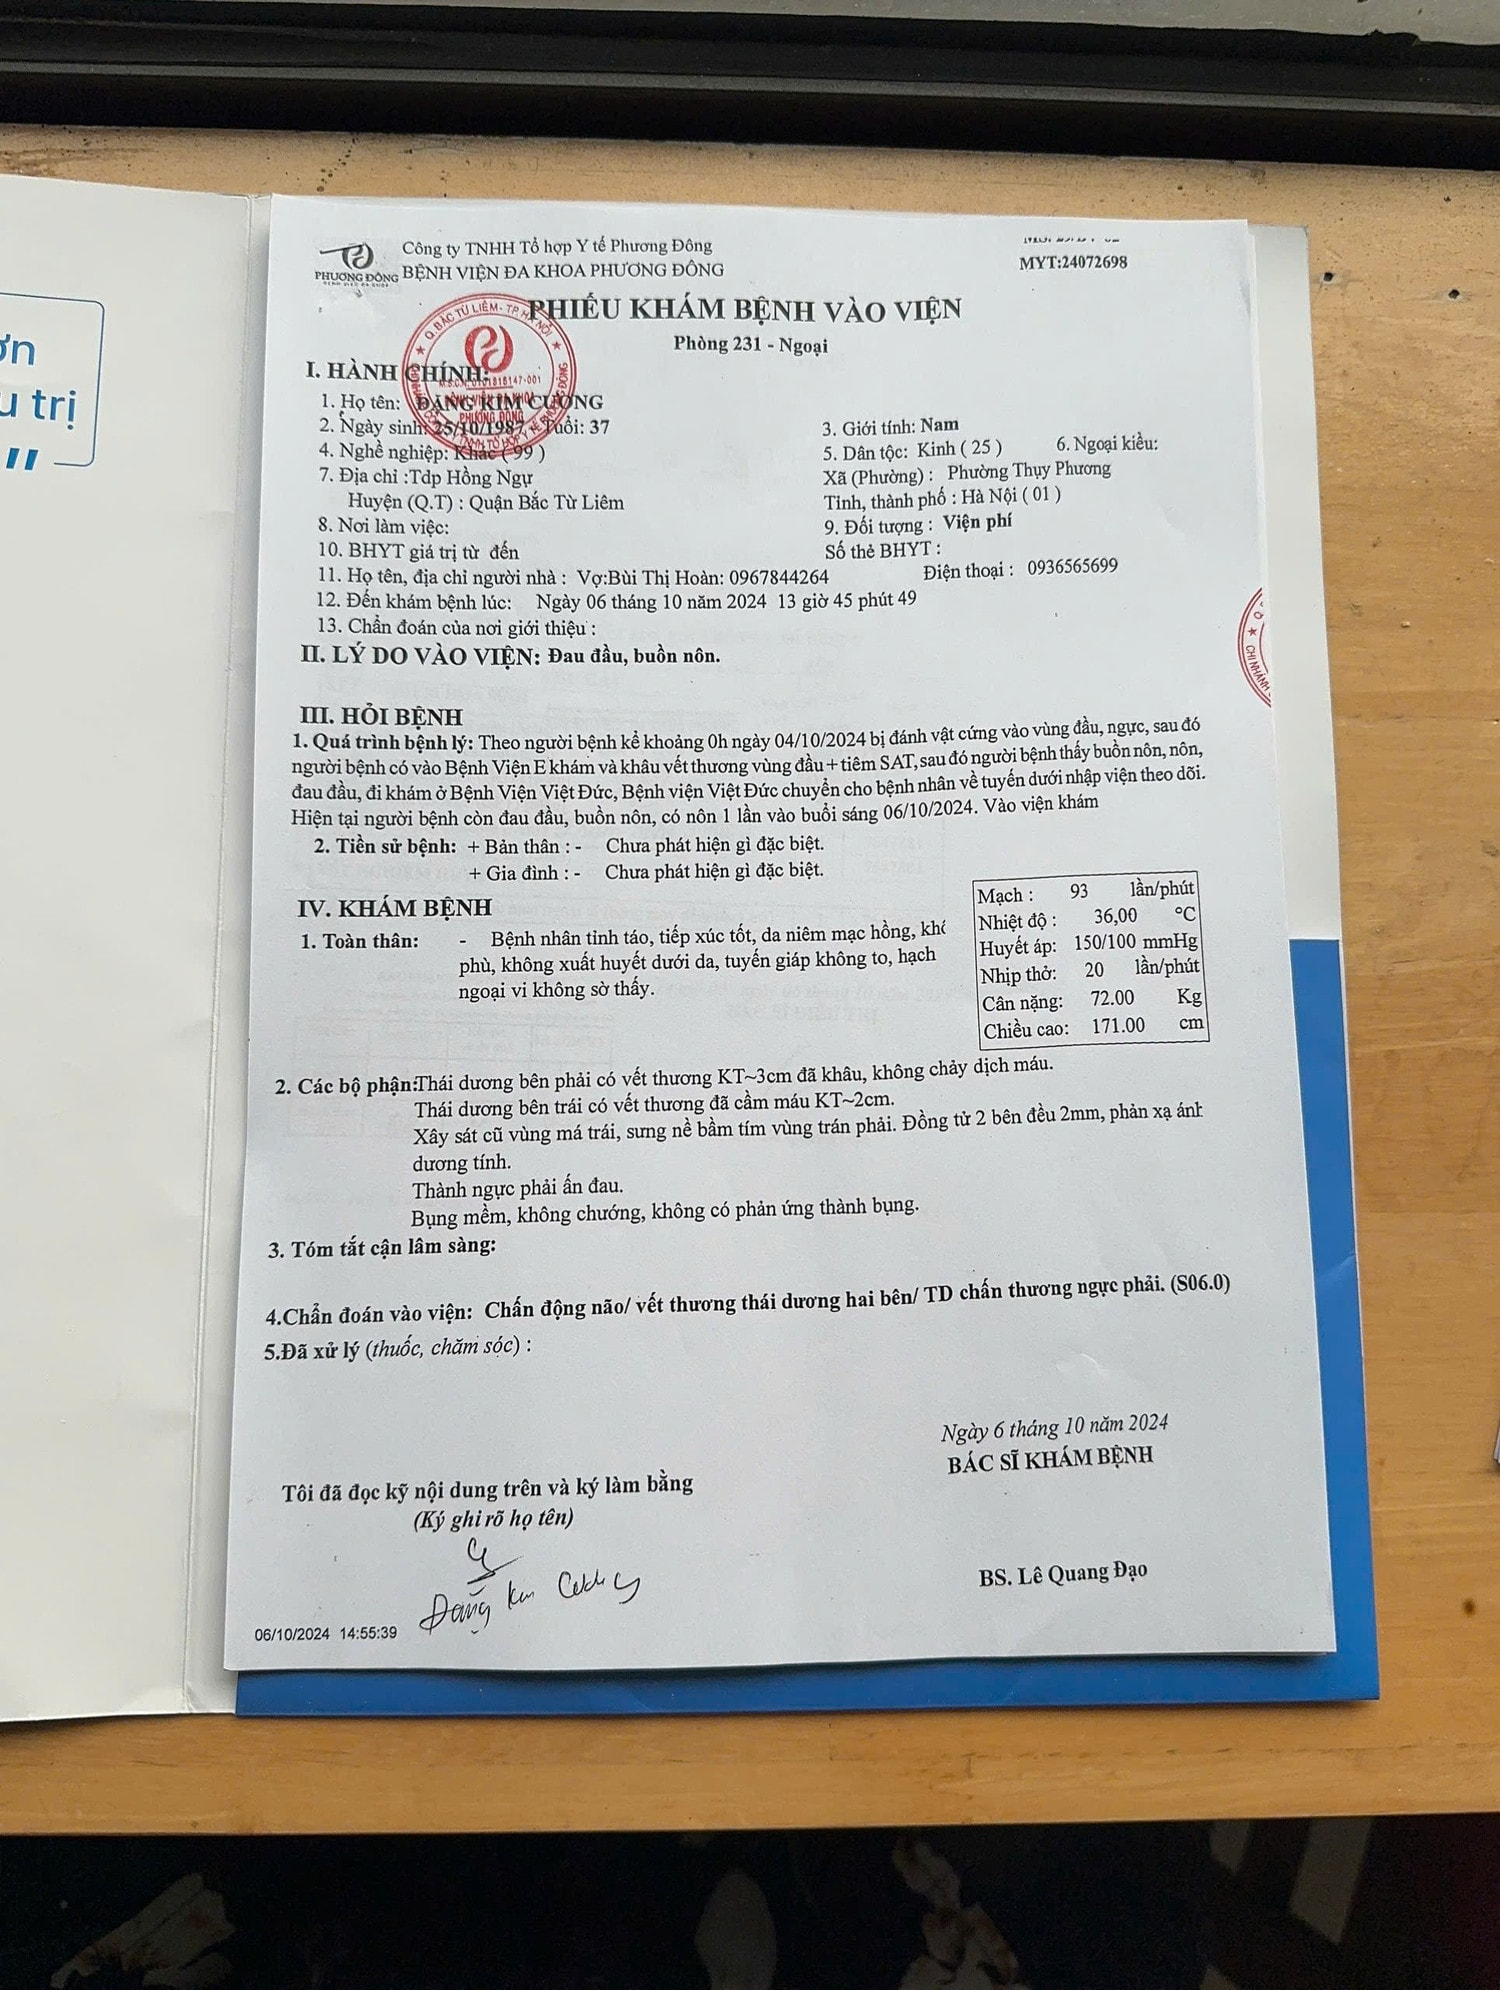 ơn
u trị
"
Công ty TNHH Tổ hợp Y tế Phương Đông
PHƯƠNG ĐÔNG BỆNH VIỆN ĐA KHOA PHƯƠNG ĐÔNG
MYT:24072698
PHIẾU KHÁM BỆNH VÀO VIỆN
Phòng 231 - Ngoại
Q. BẮC TỪ LIÊM - TP. HÀ NỘI
I. HÀNH CHÍNH:
1. Họ tên: ĐẶNG KIM CƯƠNG
2. Ngày sinh: 25/10/1987 Tuổi: 37 3. Giới tính: Nam
4. Nghề nghiệp: Khác ( 99 ) 5. Dân tộc: Kinh ( 25 ) 6. Ngoại kiều:
7. Địa chỉ :Tdp Hồng Ngự Xã (Phường) : Phường Thụy Phương
Huyện (Q.T) : Quận Bắc Từ Liêm Tỉnh, thành phố : Hà Nội ( 01 )
8. Nơi làm việc: 9. Đối tượng : Viện phí
10. BHYT giá trị từ đến Số thẻ BHYT :
11. Họ tên, địa chỉ người nhà : Vợ:Bùi Thị Hoàn: 0967844264 Điện thoại : 0936565699
12. Đến khám bệnh lúc: Ngày 06 tháng 10 năm 2024 13 giờ 45 phút 49
13. Chẩn đoán của nơi giới thiệu :
CHI NHÁNH
II. LÝ DO VÀO VIỆN: Đau đầu, buồn nôn.
III. HỎI BỆNH
1. Quá trình bệnh lý: Theo người bệnh kể khoảng 0h ngày 04/10/2024 bị đánh vật cứng vào vùng đầu, ngực, sau đó
người bệnh có vào Bệnh Viện E khám và khâu vết thương vùng đầu + tiêm SAT, sau đó người bệnh thấy buồn nôn, nôn,
đau đầu, đi khám ở Bệnh Viện Việt Đức, Bệnh viện Việt Đức chuyển cho bệnh nhân về tuyến dưới nhập viện theo dõi.
Hiện tại người bệnh còn đau đầu, buồn nôn, có nôn 1 lần vào buổi sáng 06/10/2024. Vào viện khám
2. Tiền sử bệnh: + Bản thân : - Chưa phát hiện gì đặc biệt.
+ Gia đình : - Chưa phát hiện gì đặc biệt.
IV. KHÁM BỆNH
1. Toàn thân: - Bệnh nhân tỉnh táo, tiếp xúc tốt, da niêm mạc hồng, khô
phù, không xuất huyết dưới da, tuyến giáp không to, hạch
ngoại vi không sờ thấy.
Mạch : 93 lần/phút
Nhiệt độ : 36,00 °C
Huyết áp: 150/100 mmHg
Nhịp thở: 20 lần/phút
Cân nặng: 72.00 Kg
Chiều cao: 171.00 cm
2. Các bộ phận:Thái dương bên phải có vết thương KT~3cm đã khâu, không chảy dịch máu.
Thái dương bên trái có vết thương đã cầm máu KT~2cm.
Xây sát cũ vùng má trái, sưng nề bầm tím vùng trán phải. Đồng tử 2 bên đều 2mm, phản xạ ánh
dương tính.
Thành ngực phải ấn đau.
Bụng mềm, không chướng, không có phản ứng thành bụng.
3. Tóm tắt cận lâm sàng:
4.Chẩn đoán vào viện: Chấn động não/ vết thương thái dương hai bên/ TD chấn thương ngực phải. (S06.0)
5.Đã xử lý (thuốc, chăm sóc) :
Ngày 6 tháng 10 năm 2024
BÁC SĨ KHÁM BỆNH
Tôi đã đọc kỹ nội dung trên và ký làm bằng
(Ký ghi rõ họ tên)
Đặng Kim
BS. Lê Quang Đạo
06/10/2024 14:55:39